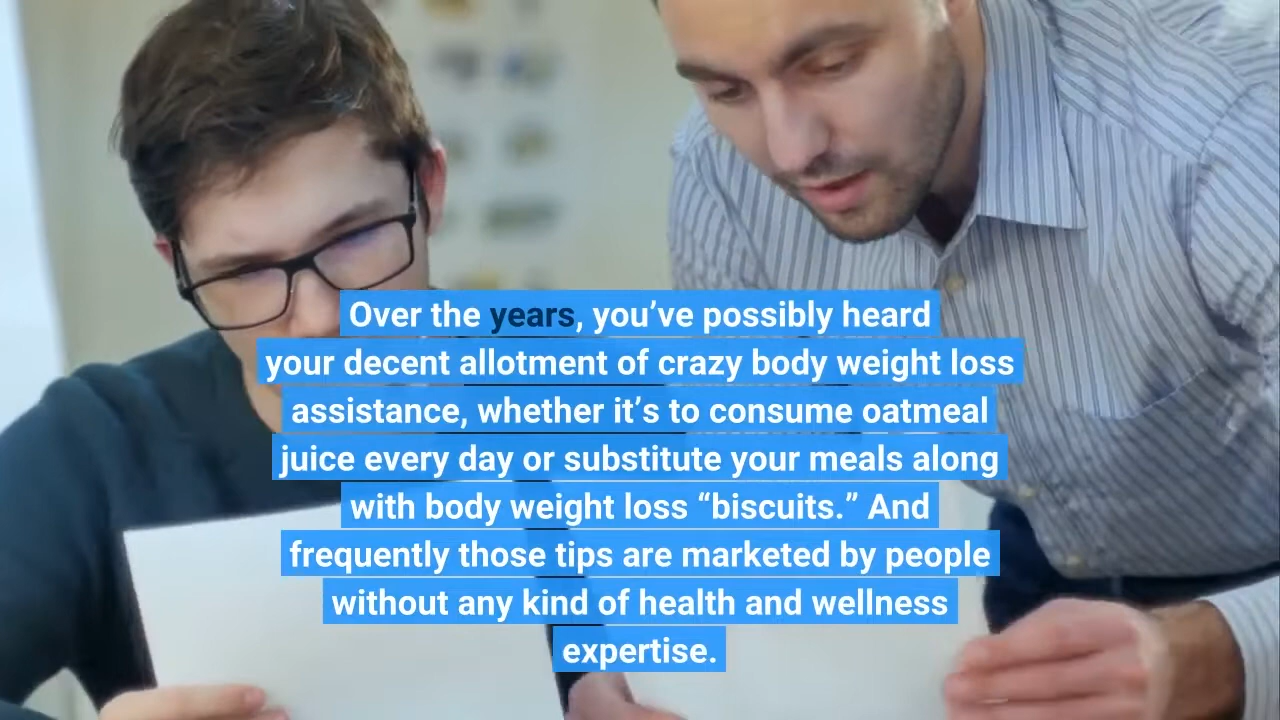 Over the years, you’ve possibly heard
your decent allotment of crazy body weight loss
assistance, whether it’s to consume oatmeal
juice every day or substitute your meals along
with body weight loss “biscuits.” And
frequently those tips are marketed by people
without any kind of health and wellness
expertise.